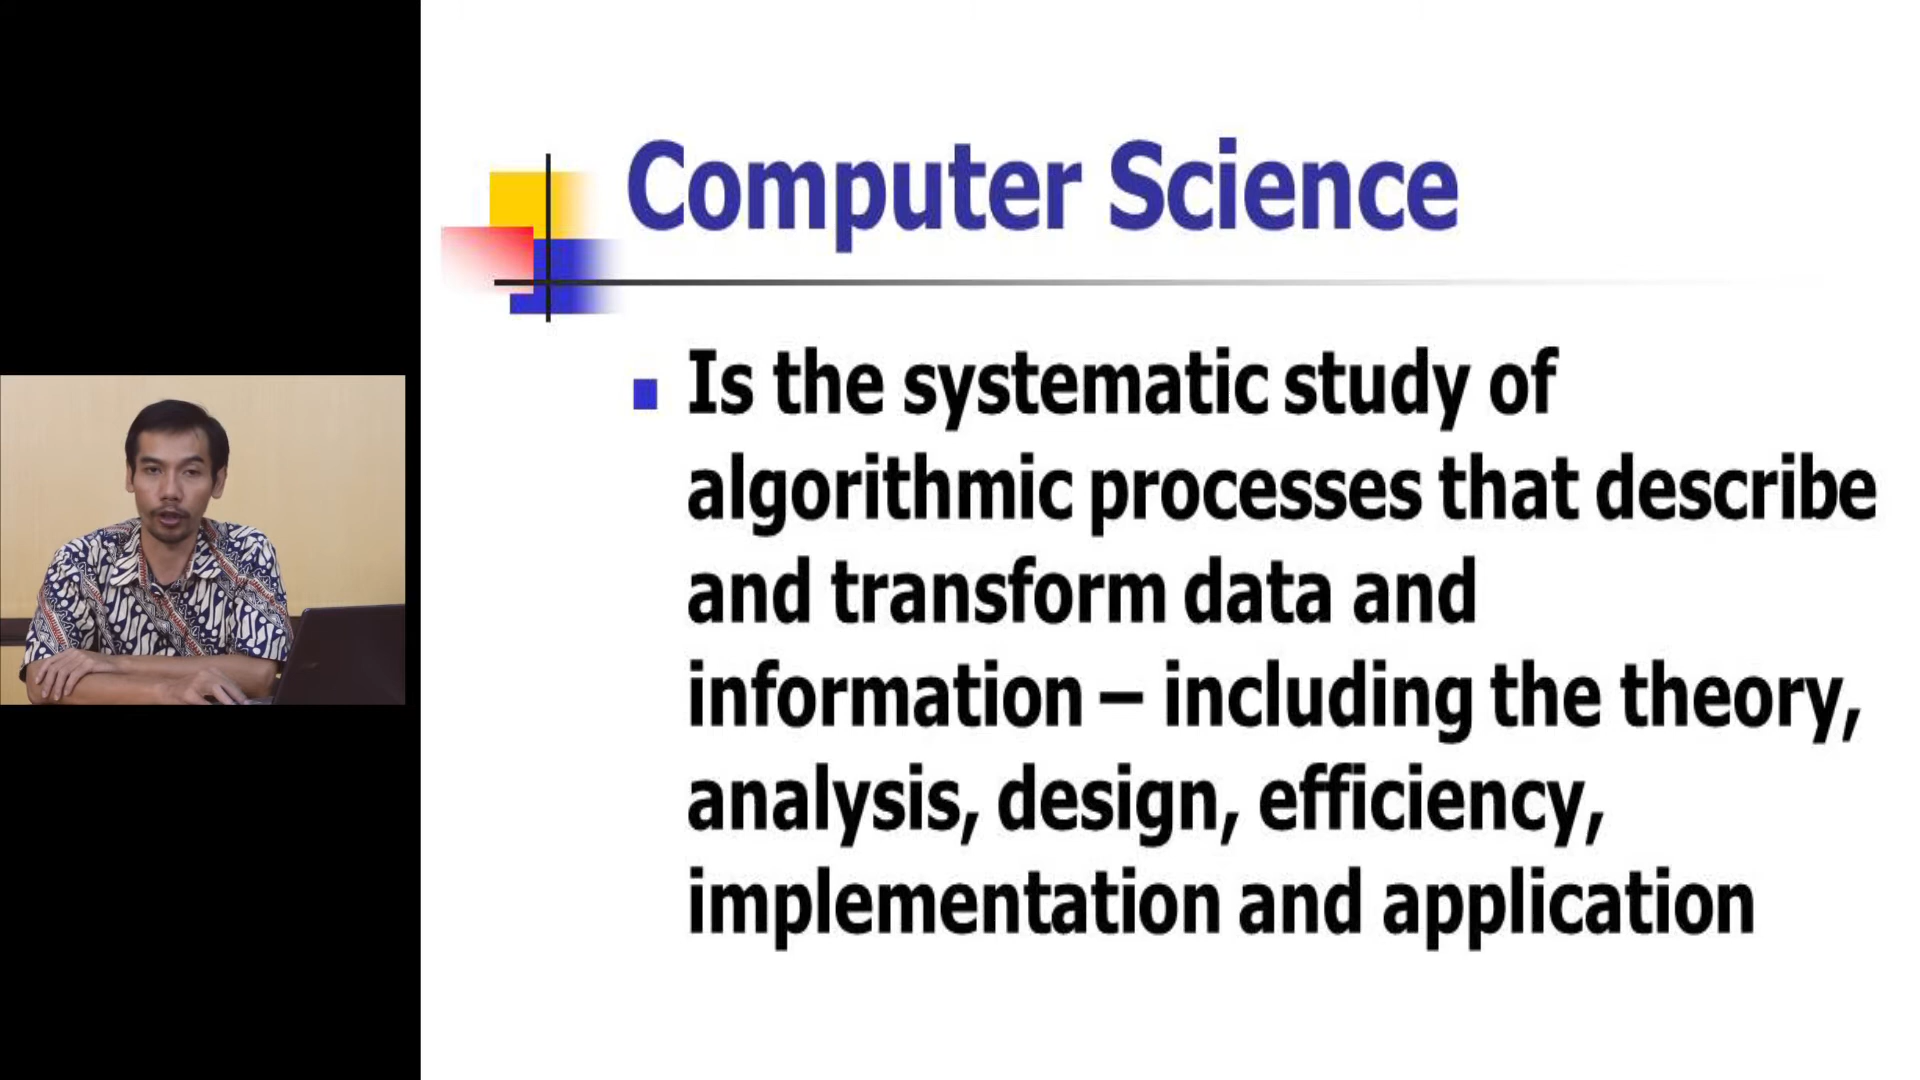 Computer Science
Is the systematic study of
algorithmic processes that describe
and transform data and
information – including the theory,
analysis, design, efficiency,
implementation and application